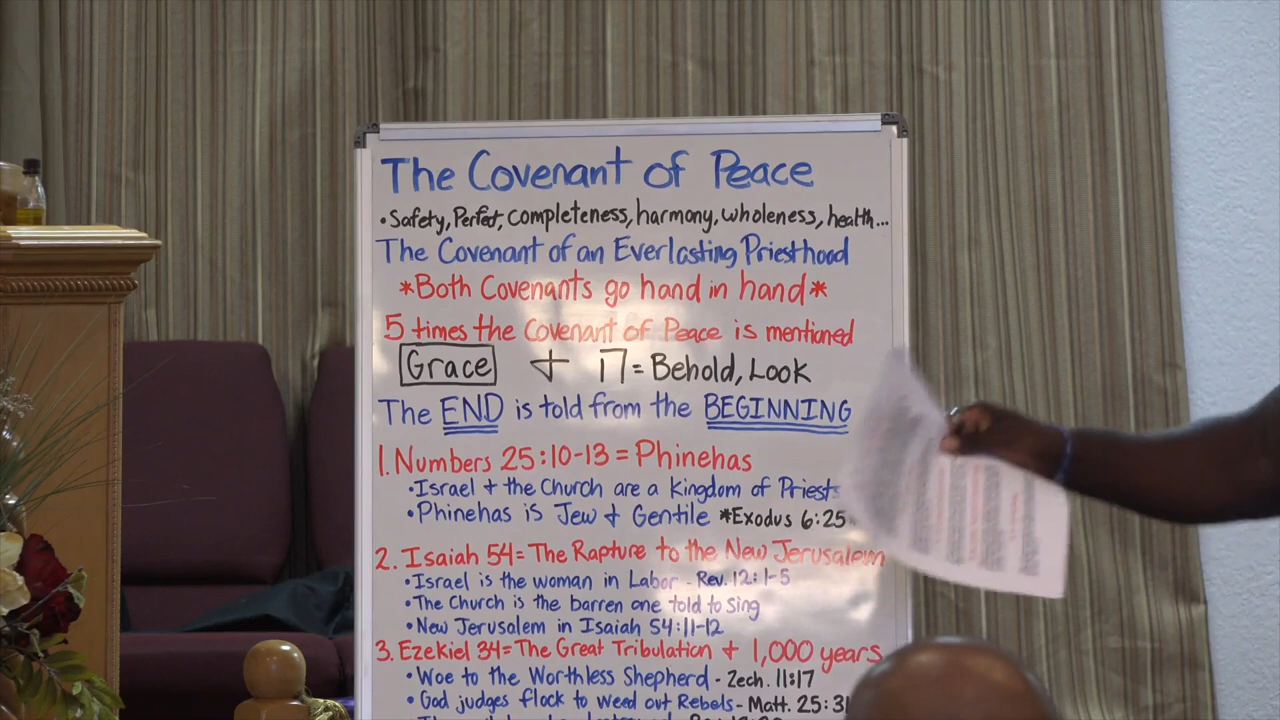 The Covenant of Peace
•Safety, Perfect, completeness, harmony, wholeness, health...
The Covenant of an Everlasting Priesthood
*Both Covenants go hand in hand*
5 times the Covenant of Peace is mentioned
Grace + ח = Behold, Look
The END is told from the BEGINNING
1. Numbers 25:10-13 = Phinehas
•Israel + the Church are a Kingdom of Priests
•Phinehas is Jew + Gentile *Exodus 6:25
2. Isaiah 54 = The Rapture to the New Jerusalem
•Israel is the woman in Labor - Rev. 12:1-5
•The Church is the barren one told to sing
•New Jerusalem in Isaiah 54:11-12
3. Ezekiel 34 = The Great Tribulation + 1,000 years
•Woe to the Worthless Shepherd - Zech. 11:17
•God judges flock to weed out Rebels - Matt. 25:31